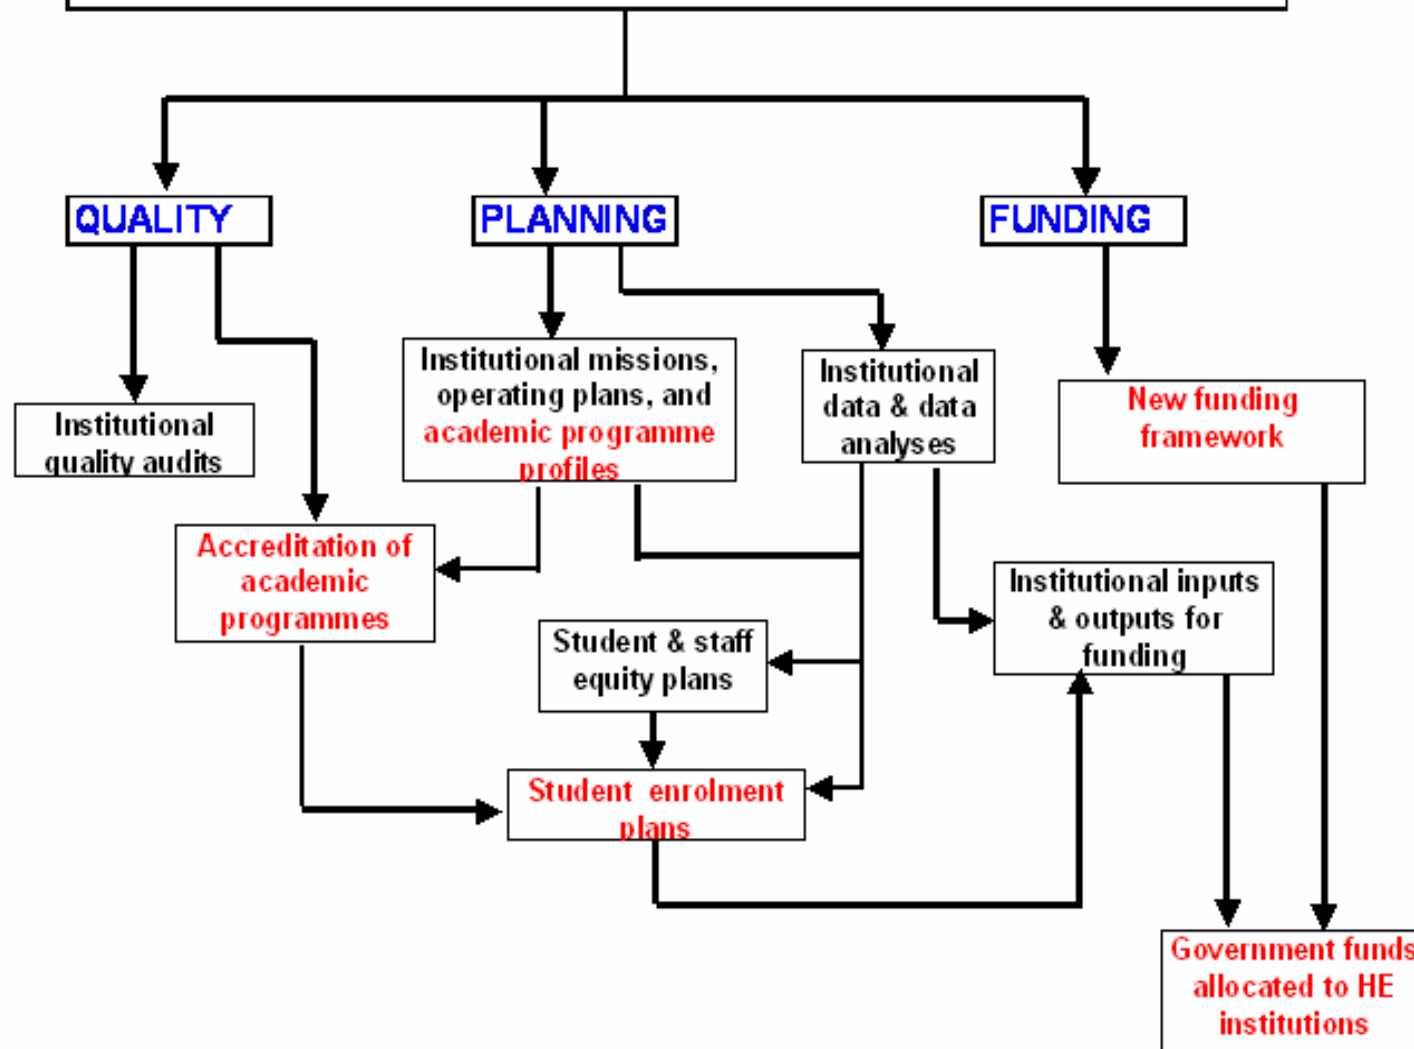 QUALITY
PLANNING
FUNDING
Institutional missions,
operating plans, and
academic programme
profiles
Institutional
data & data
analyses
New funding
framework
Institutional
quality audits
Accreditation of
academic
programmes
Institutional inputs
& outputs for
funding
Student & staff
equity plans
Student enrolment
plans
Government funds
allocated to HE
institutions